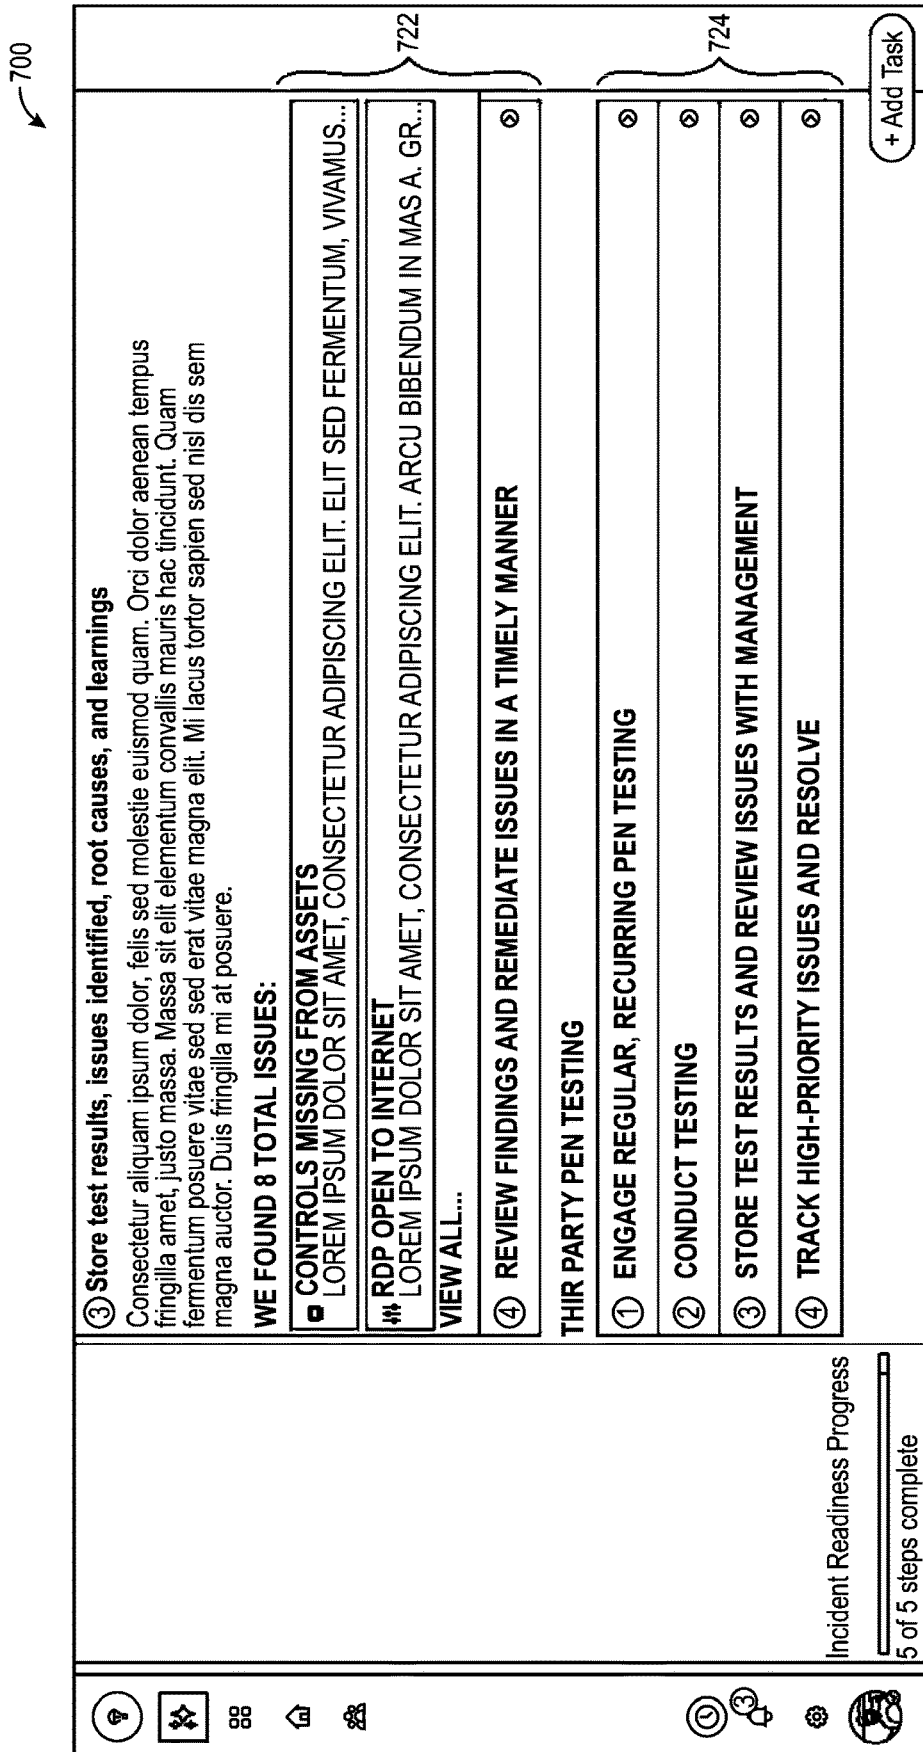 700
③ Store test results, issues identified, root causes, and learnings
Consectetur aliquam ipsum dolor, felis sed molestie euismod quam. Orci dolor aenean tempus
fringilla amet, justo massa. Massa sit elit elementum convallis mauris hac tincidunt. Quam
fermentum posuere vitae sed sed erat vitae magna elit. Mi lacus tortor sapien sed nisl dis sem
magna auctor. Duis fringilla mi at posuere.
WE FOUND 8 TOTAL ISSUES:
CONTROLS MISSING FROM ASSETS
LOREM IPSUM DOLOR SIT AMET, CONSECTETUR ADIPISCING ELIT. ELIT SED FERMENTUM, VIVAMUS...
RDP OPEN TO INTERNET
LOREM IPSUM DOLOR SIT AMET, CONSECTETUR ADIPISCING ELIT. ARCU BIBENDUM IN MAS A. GR...
VIEW ALL...
722
④ REVIEW FINDINGS AND REMEDIATE ISSUES IN A TIMELY MANNER
THIR PARTY PEN TESTING
① ENGAGE REGULAR, RECURRING PEN TESTING
② CONDUCT TESTING
③ STORE TEST RESULTS AND REVIEW ISSUES WITH MANAGEMENT
④ TRACK HIGH-PRIORITY ISSUES AND RESOLVE
724
+ Add Task
3
Incident Readiness Progress
5 of 5 steps complete